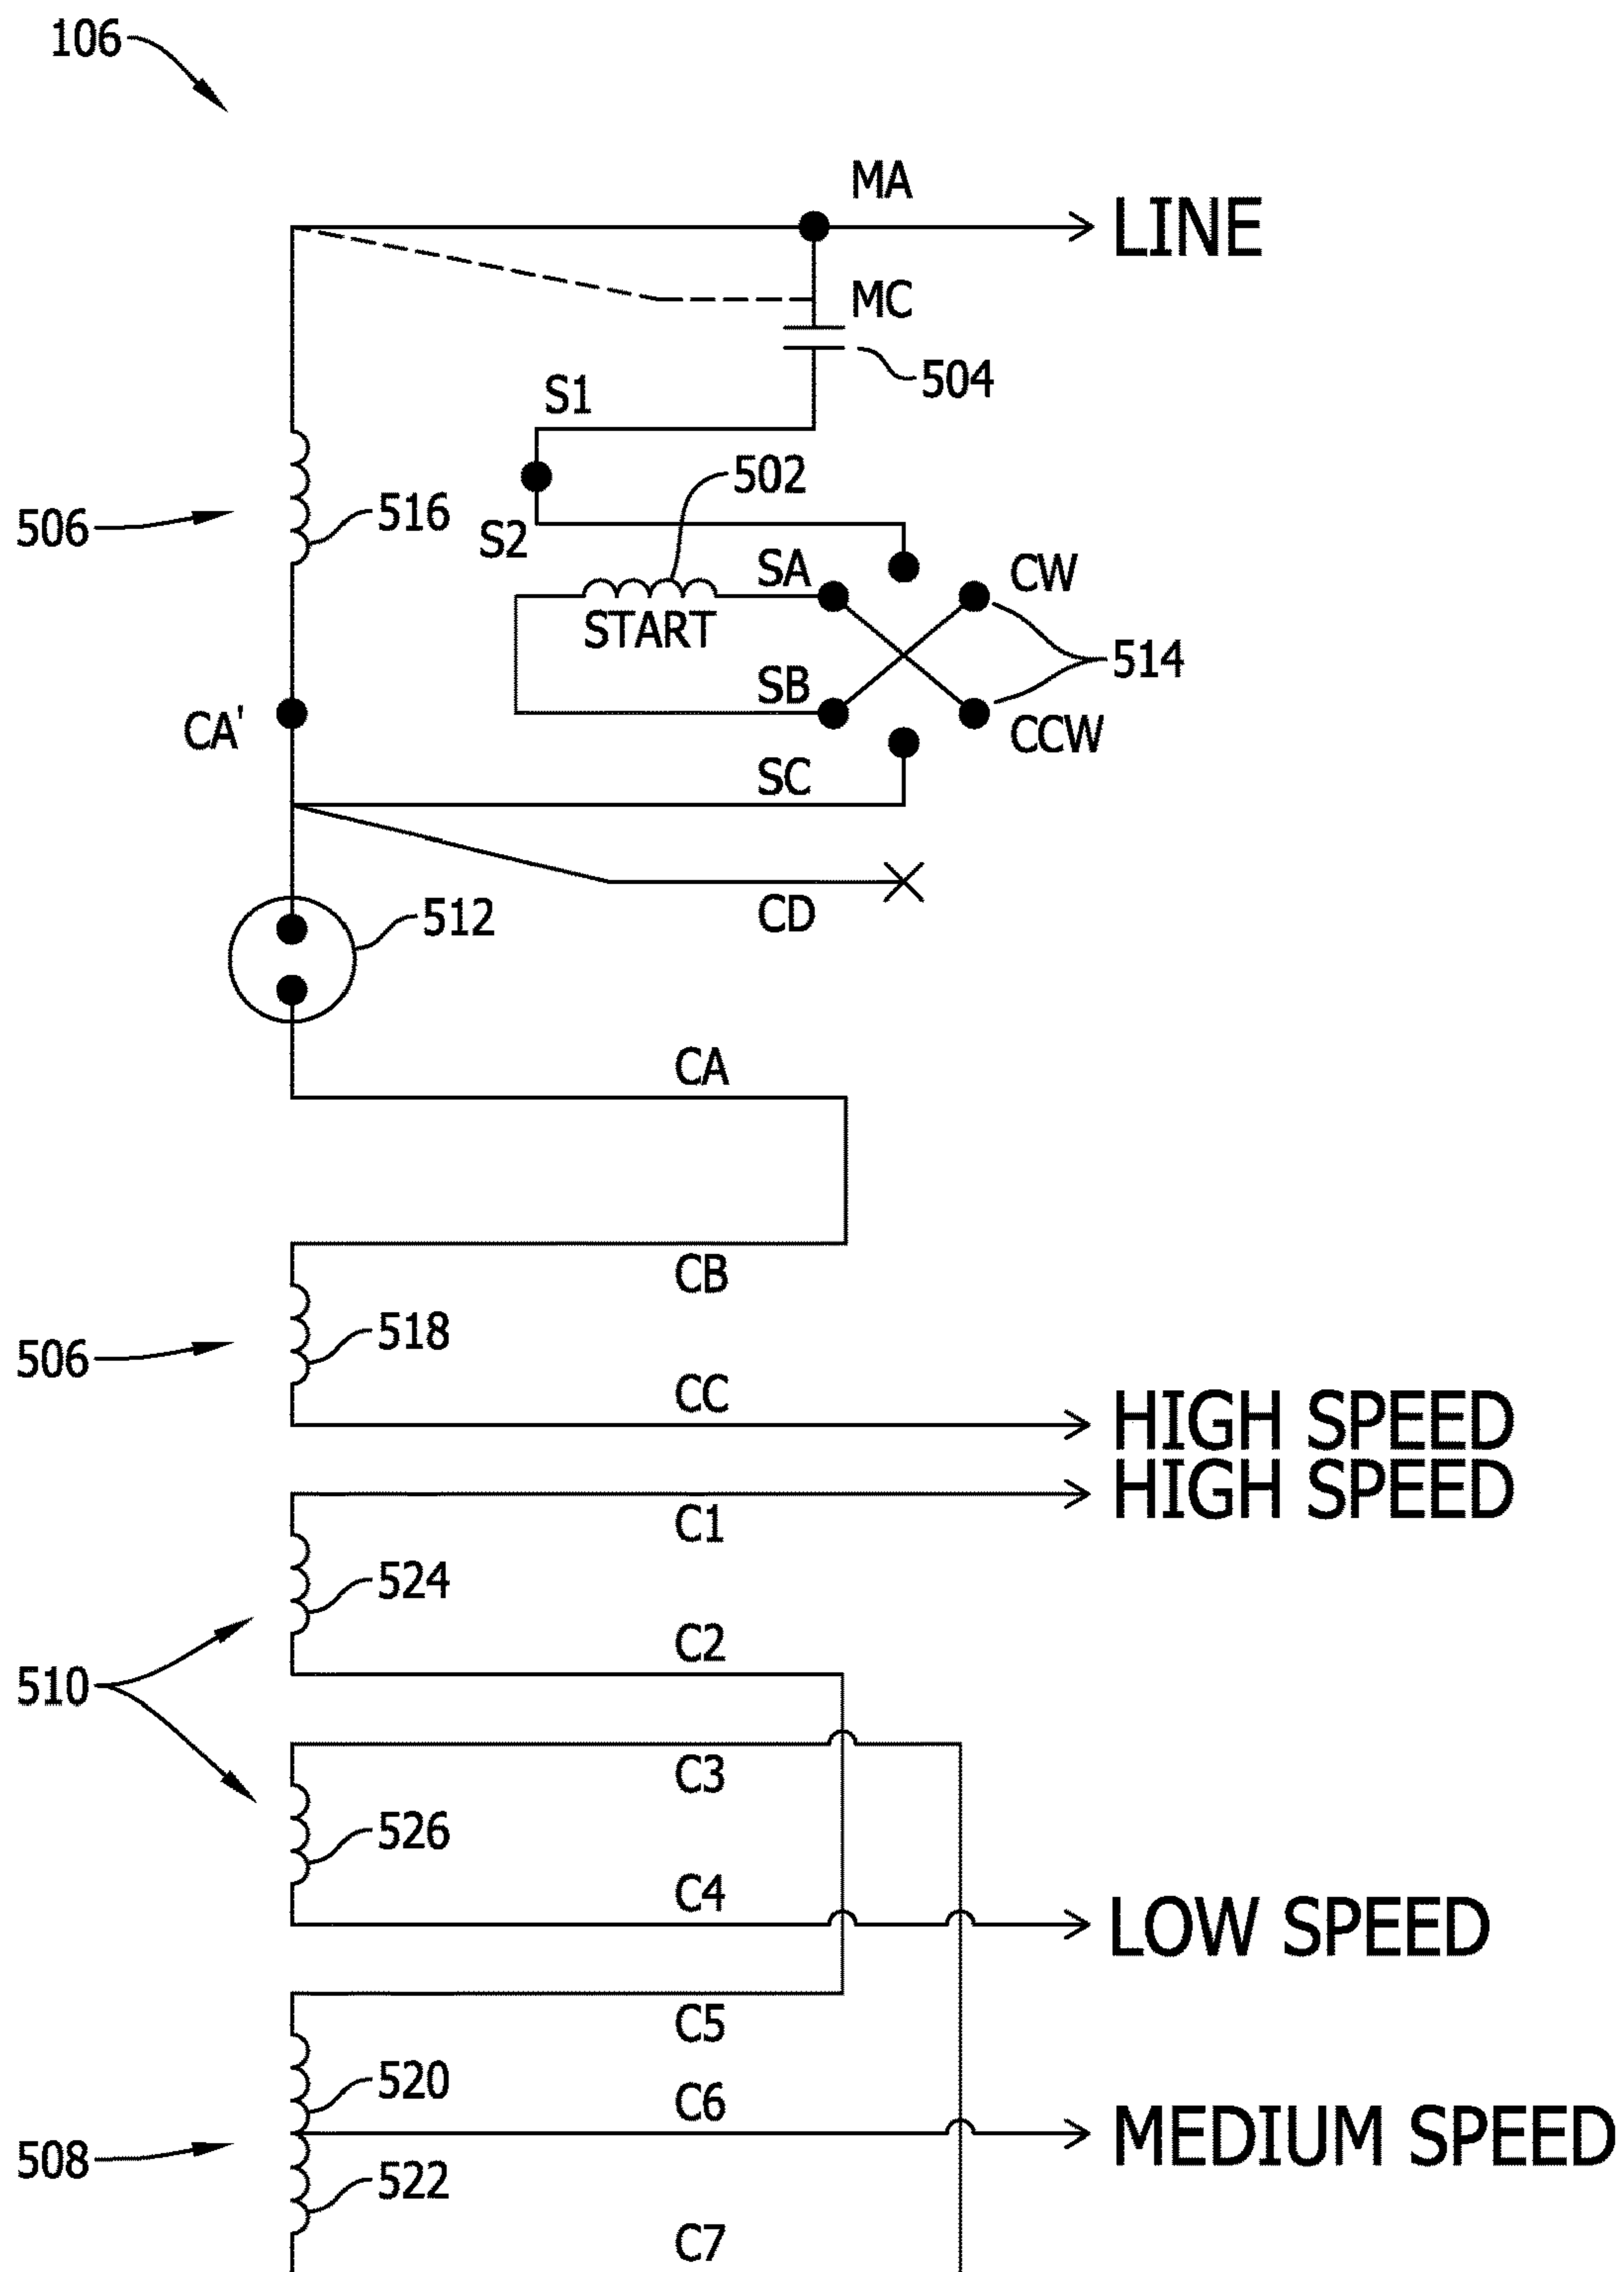 106
MA
LINE
MC
504
S1
502
506
516
S2
SA
CW
START
514
SB
CA'
CCW
SC
512
CD
CA
CB
518
506
CC
HIGH SPEED
HIGH SPEED
C1
524
C2
510
C3
526
C4
LOW SPEED
C5
520
C6
MEDIUM SPEED
508
522
C7